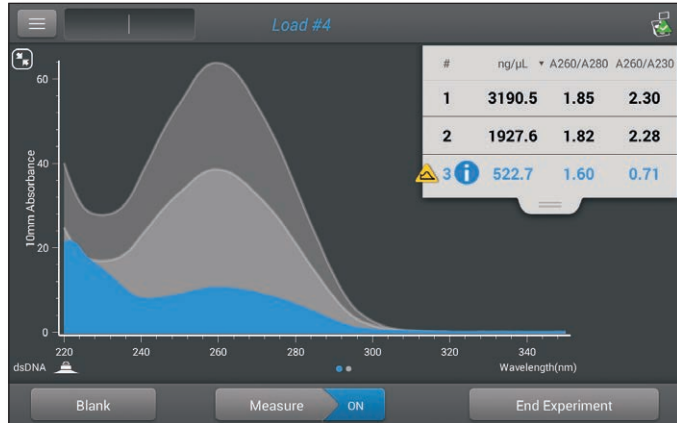 Load #4
# ng/µL ▾ A260/A280 A260/A230
1 3190.5 1.85 2.30
2 1927.6 1.82 2.28
3 i 522.7 1.60 0.71
10mm Absorbance
60
40
20
0
220 240 260 280 300 320 340
dsDNA
Wavelength(nm)
Blank
Measure ON
End Experiment